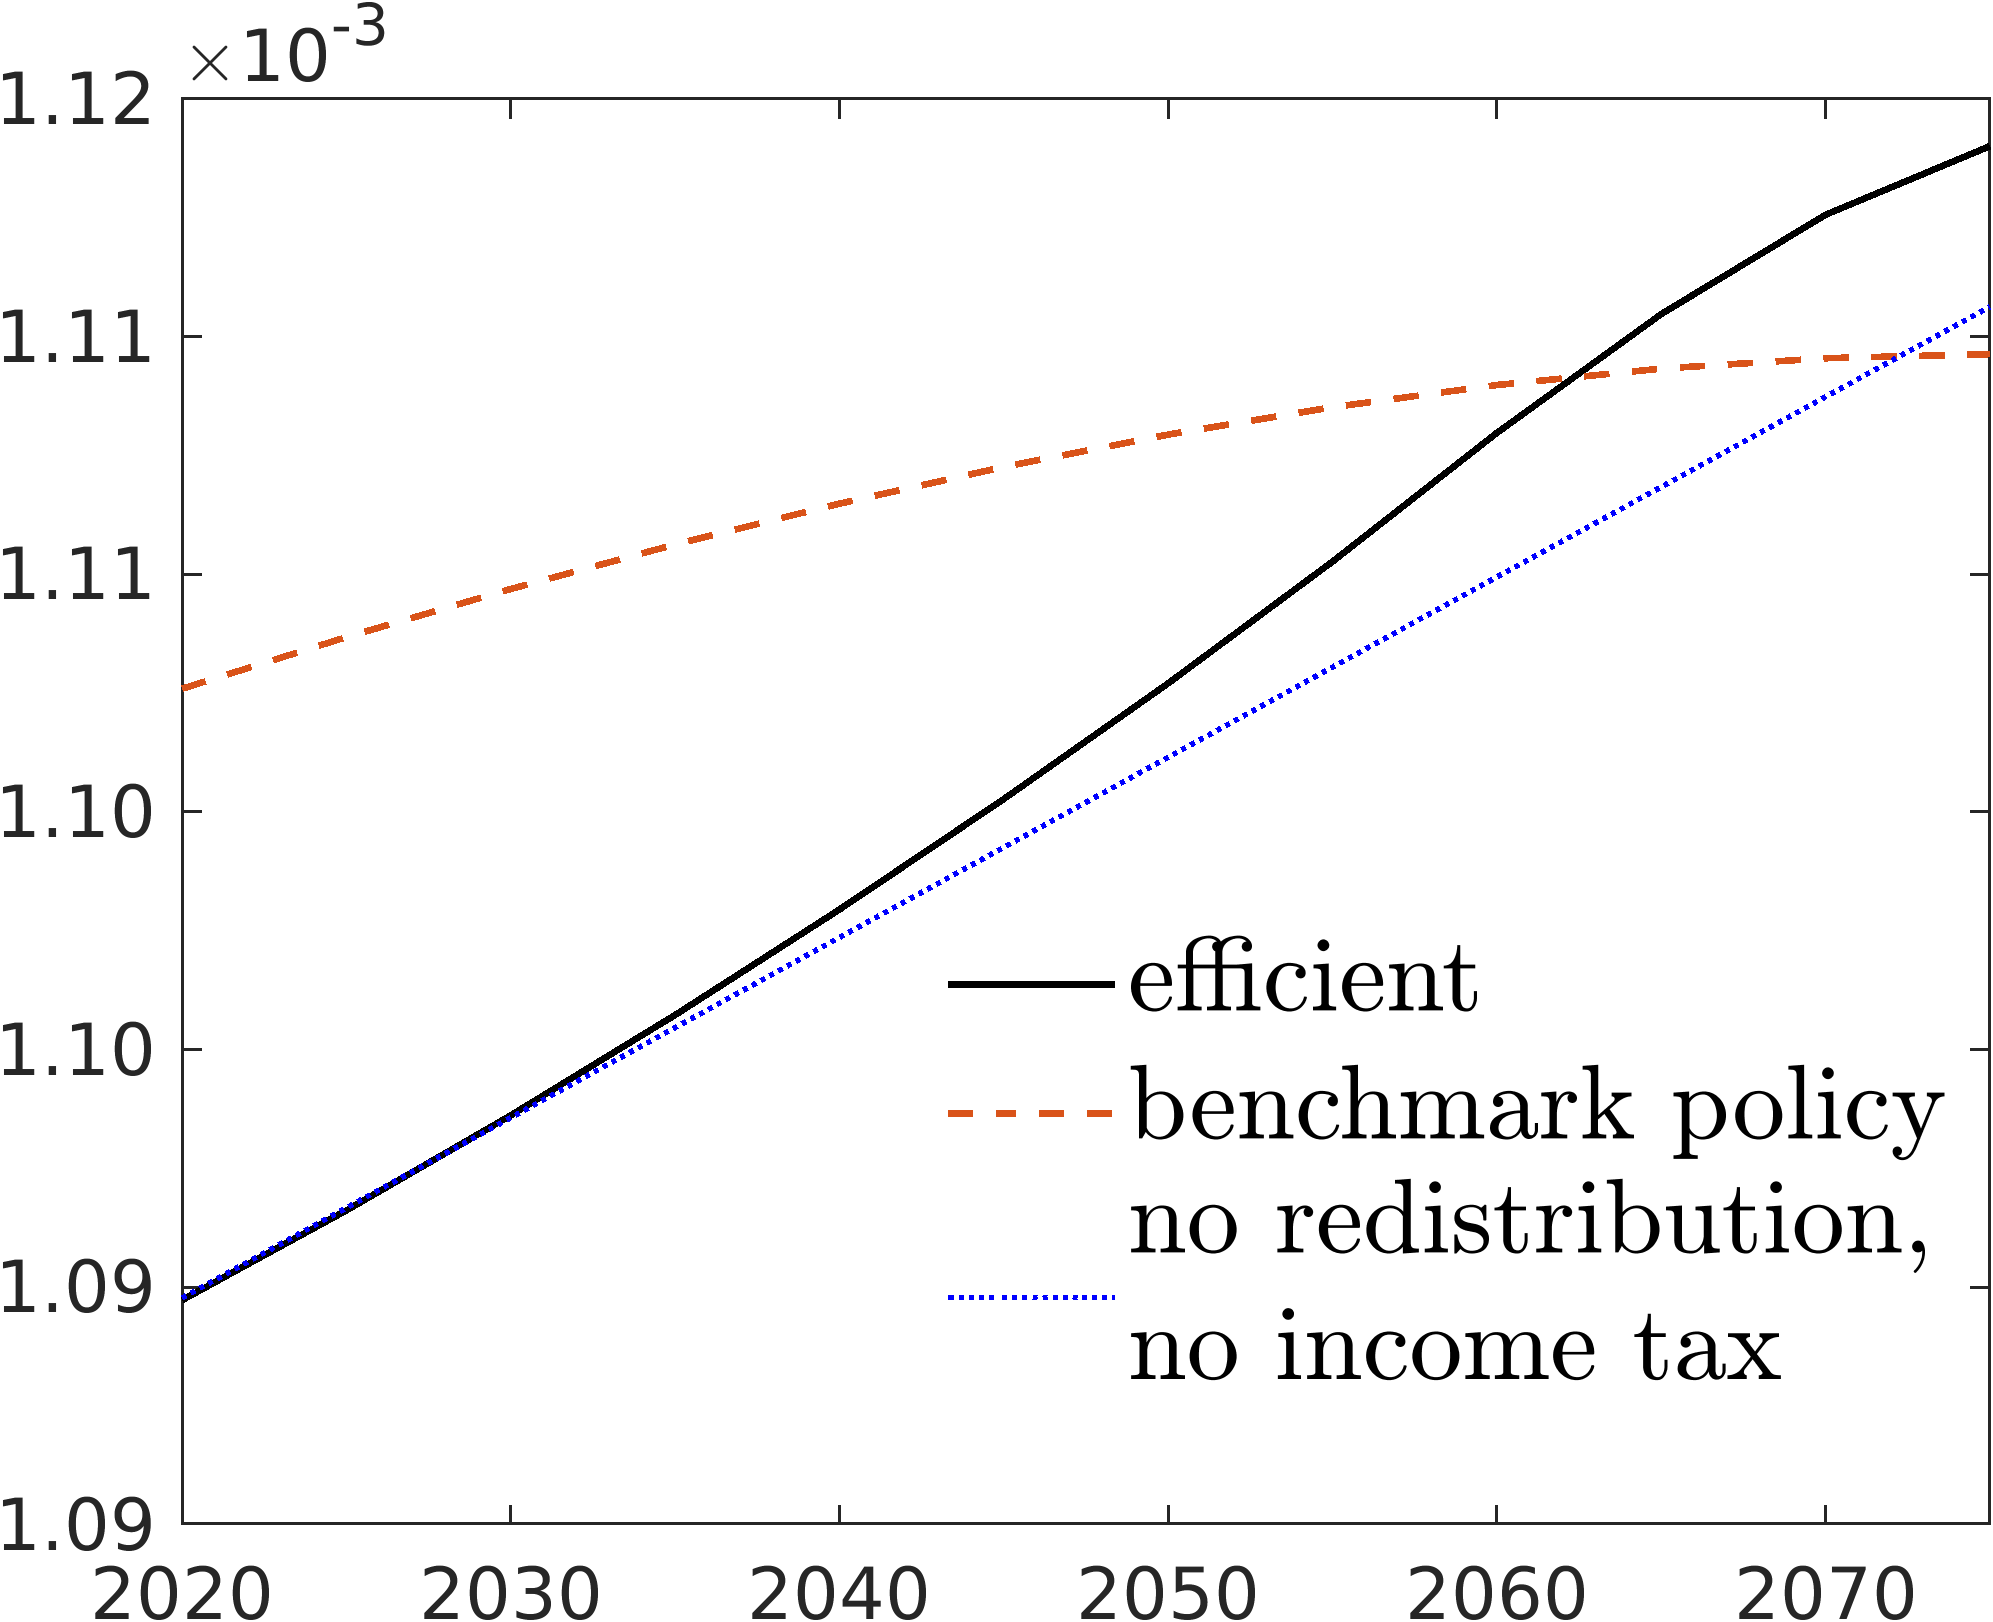 ×10-3
1.12
1.11
1.11
1.10
1.10
1.09
1.09
efficient
benchmark policy
no redistribution,
no income tax
2020 2030 2040 2050 2060 2070